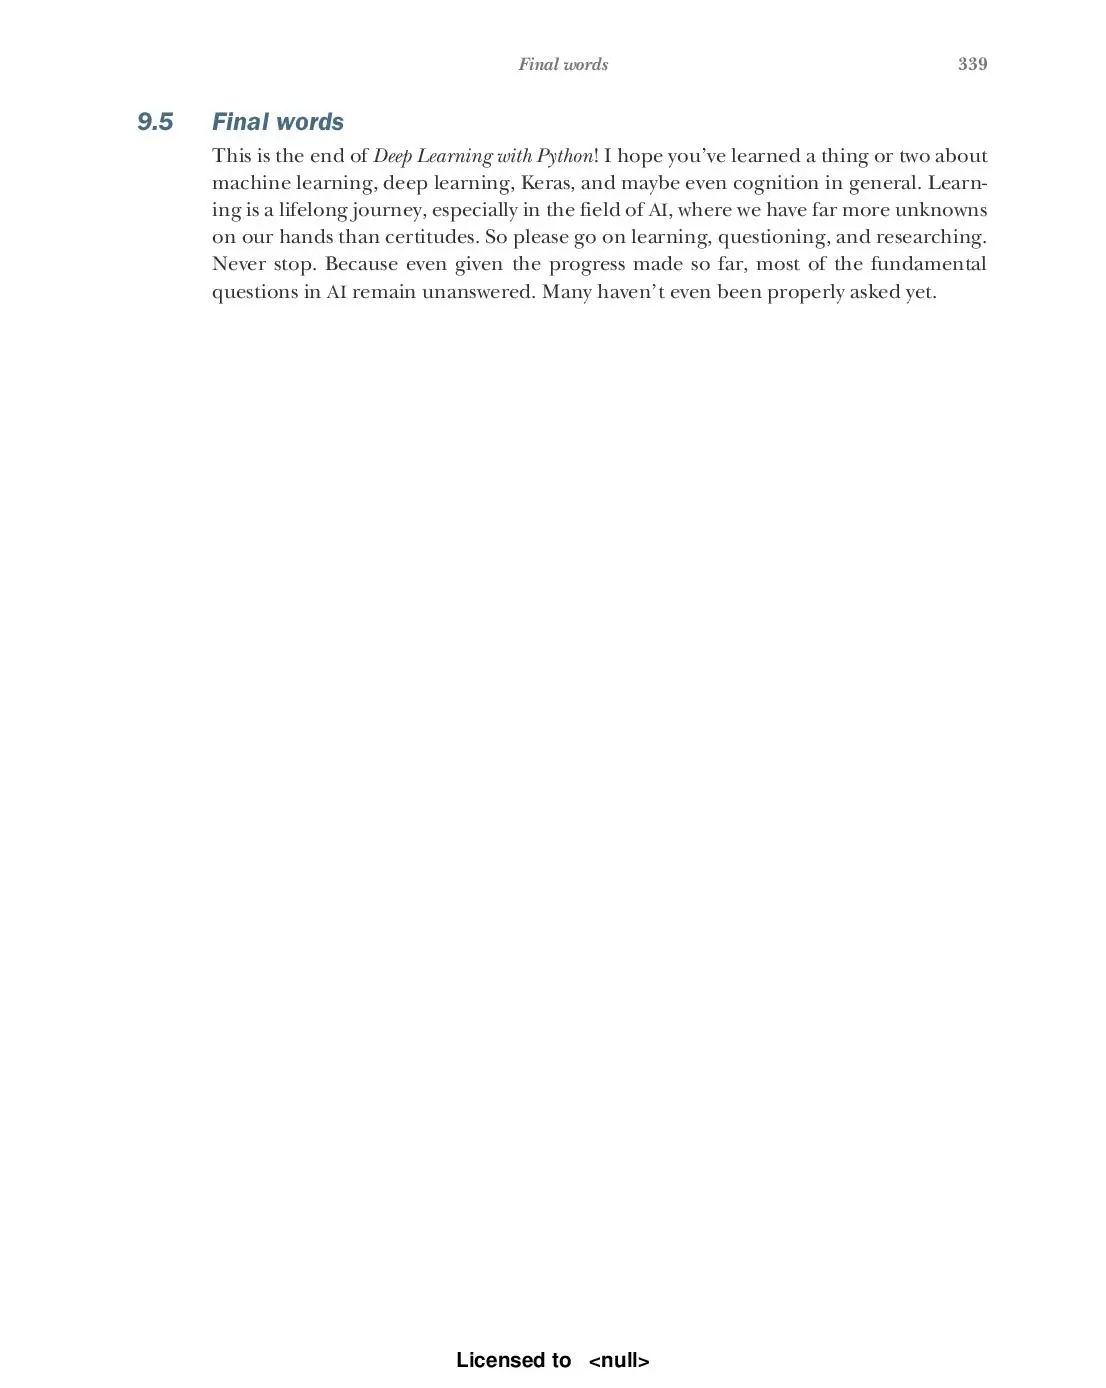 Final words 339
9.5 Final words
This is the end of Deep Learning with Python! I hope you’ve learned a thing or two about
machine learning, deep learning, Keras, and maybe even cognition in general. Learn-
ing is a lifelong journey, especially in the field of AI, where we have far more unknowns
on our hands than certitudes. So please go on learning, questioning, and researching.
Never stop. Because even given the progress made so far, most of the fundamental
questions in AI remain unanswered. Many haven’t even been properly asked yet.
Licensed to <null>